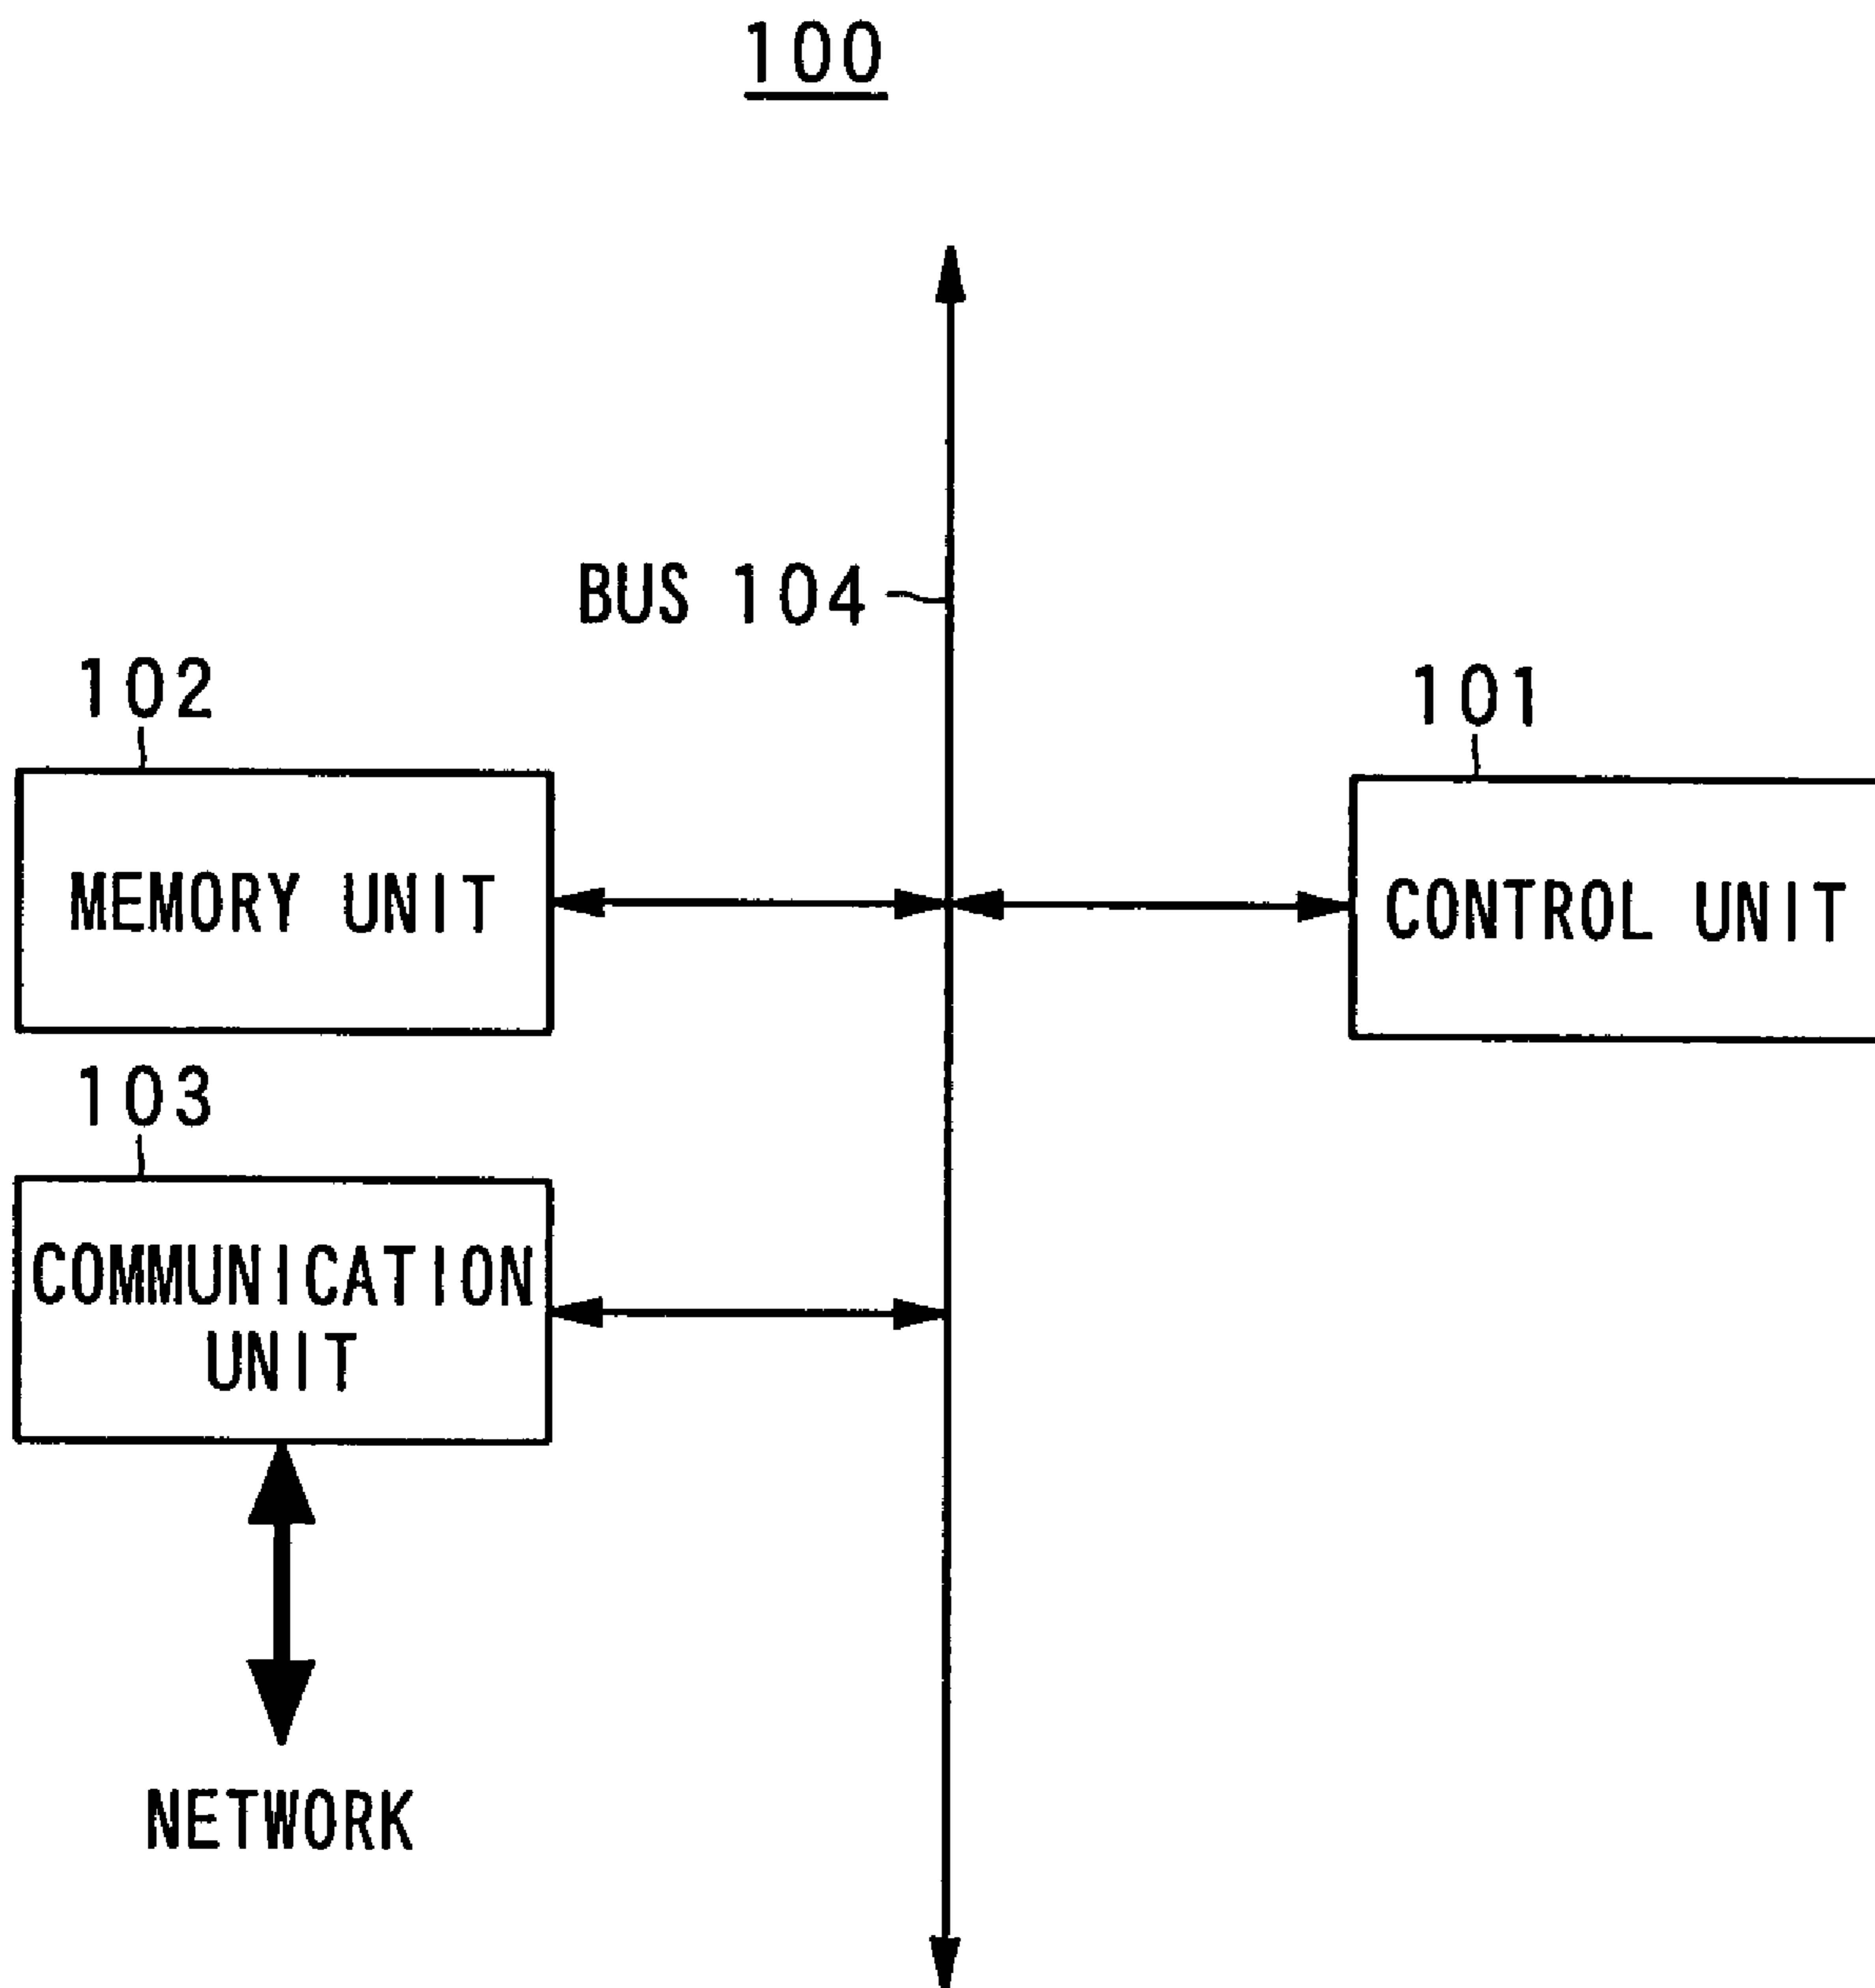 100
BUS 104
102
101
MEMORY UNIT
CONTROL UNIT
103
COMMUNICATION
UNIT
NETWORK